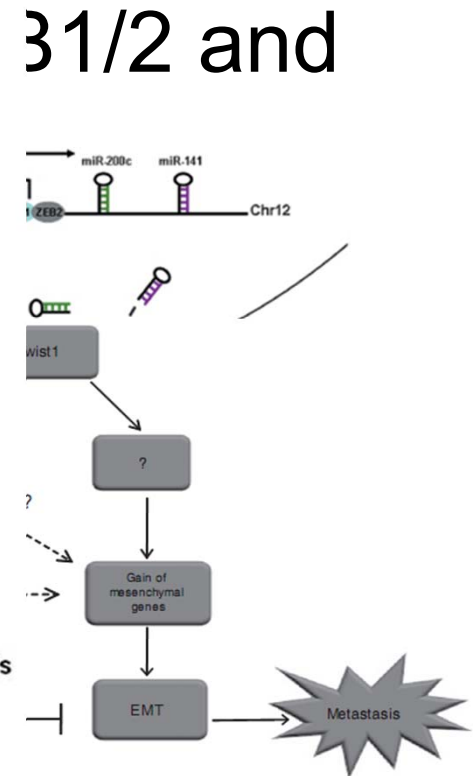 31/2 and
miR-200c miR-141
ZEB2 Chr12
wist1
?
?
Gain of
mesenchymal
genes
s
EMT
Metastasis